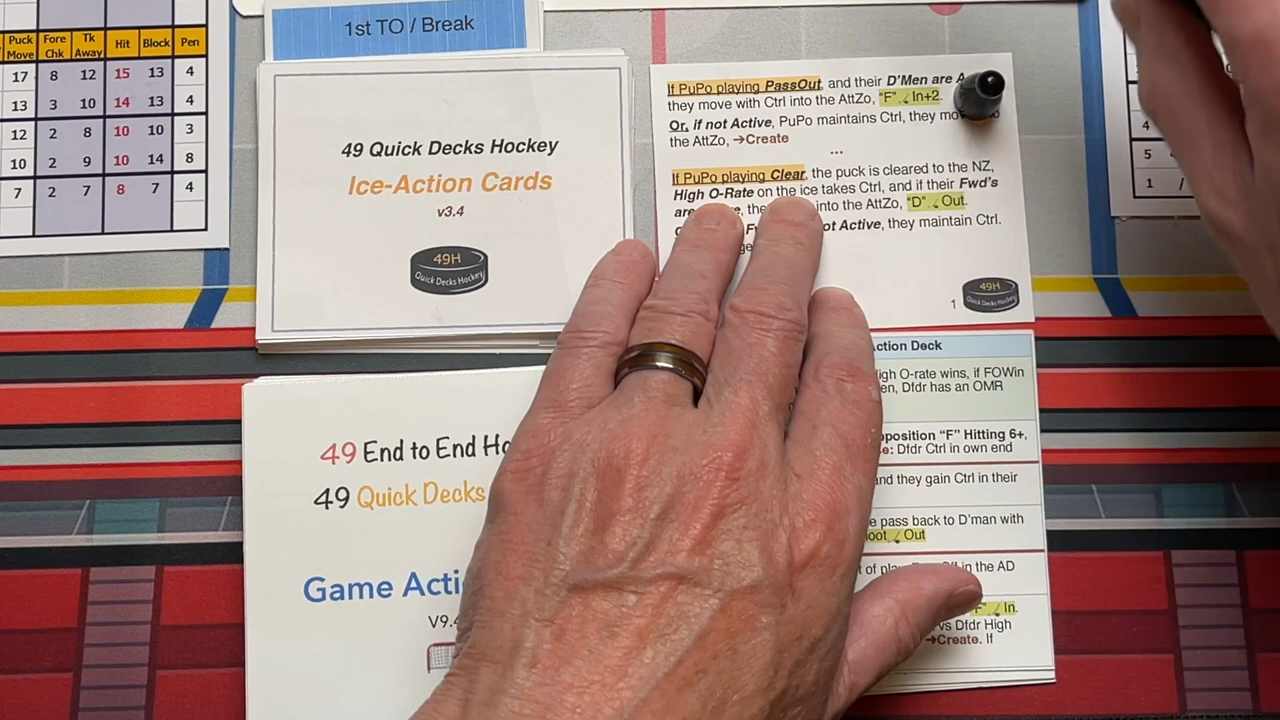 Puck Move Fore Chk Tk Away Hit Block Pen
17 8 12 15 13 4
13 3 10 14 13 4
12 2 8 10 10 3
10 2 9 10 14 8
7 2 7 8 7 4
1st TO / Break
49 Quick Decks Hockey
Ice-Action Cards
v3.4
49H
Quick Decks Hockey
If PuPo playing PassOut, and their D'Men are
they move with Ctrl into the AttZo, "F" In+2.
Or, if not Active, PuPo maintains Ctrl, they
the AttZo, →Create
...
If PuPo playing Clear, the puck is cleared to the NZ,
High O-Rate on the ice takes Ctrl, and if their Fwd's
into the AttZo, "D" Out.
not Active, they maintain Ctrl.
1
49H
Quick Decks Hockey
4
5
1 /
49 End to End
49 Quick Decks
Game
V9.4
Deck
O-rate wins, if FOWin
Dfdr has an OMR
"F" Hitting 6+,
Dfdr Ctrl in own end
and they gain Ctrl in their
pass back to D'man with
Out
in the AD
In.
vs Dfdr High
→Create. If